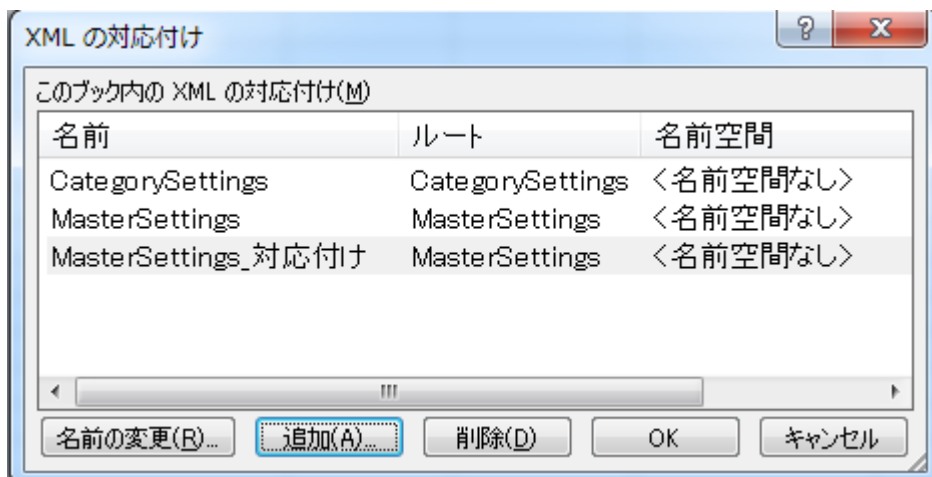 XML の対応付け
このブック内の XML の対応付け(M)
名前 ルート 名前空間
CategorySettings CategorySettings <名前空間なし>
MasterSettings MasterSettings <名前空間なし>
MasterSettings_対応付け MasterSettings <名前空間なし>
名前の変更(R)... 追加(A)... 削除(D) OK キャンセル